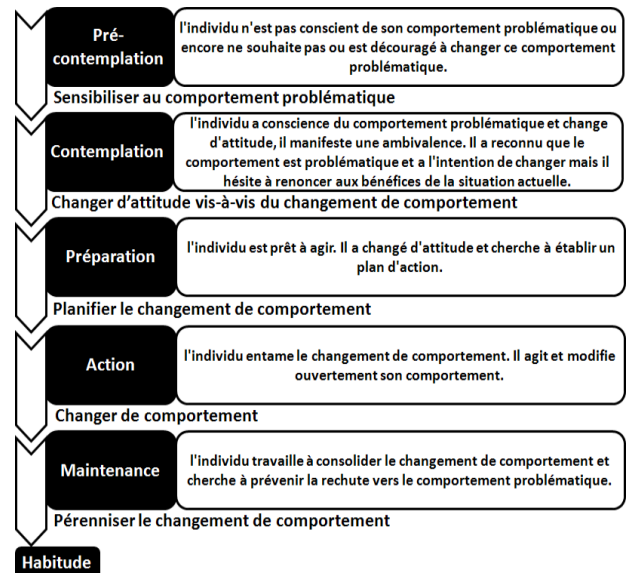 Pré-
contemplation
l'individu n'est pas conscient de son comportement problématique ou
encore ne souhaite pas ou est découragé à changer ce comportement
problématique.
Sensibiliser au comportement problématique
Contemplation
l'individu a conscience du comportement problématique et change
d'attitude, il manifeste une ambivalence. Il a reconnu que le
comportement est problématique et a l'intention de changer mais il
hésite à renoncer aux bénéfices de la situation actuelle.
Changer d'attitude vis-à-vis du changement de comportement
Préparation
l'individu est prêt à agir. Il a changé d'attitude et cherche à établir un
plan d'action.
Planifier le changement de comportement
Action
l'individu entame le changement de comportement. Il agit et modifie
ouvertement son comportement.
Changer de comportement
Maintenance
l'individu travaille à consolider le changement de comportement et
cherche à prévenir la rechute vers le comportement problématique.
Pérenniser le changement de comportement
Habitude